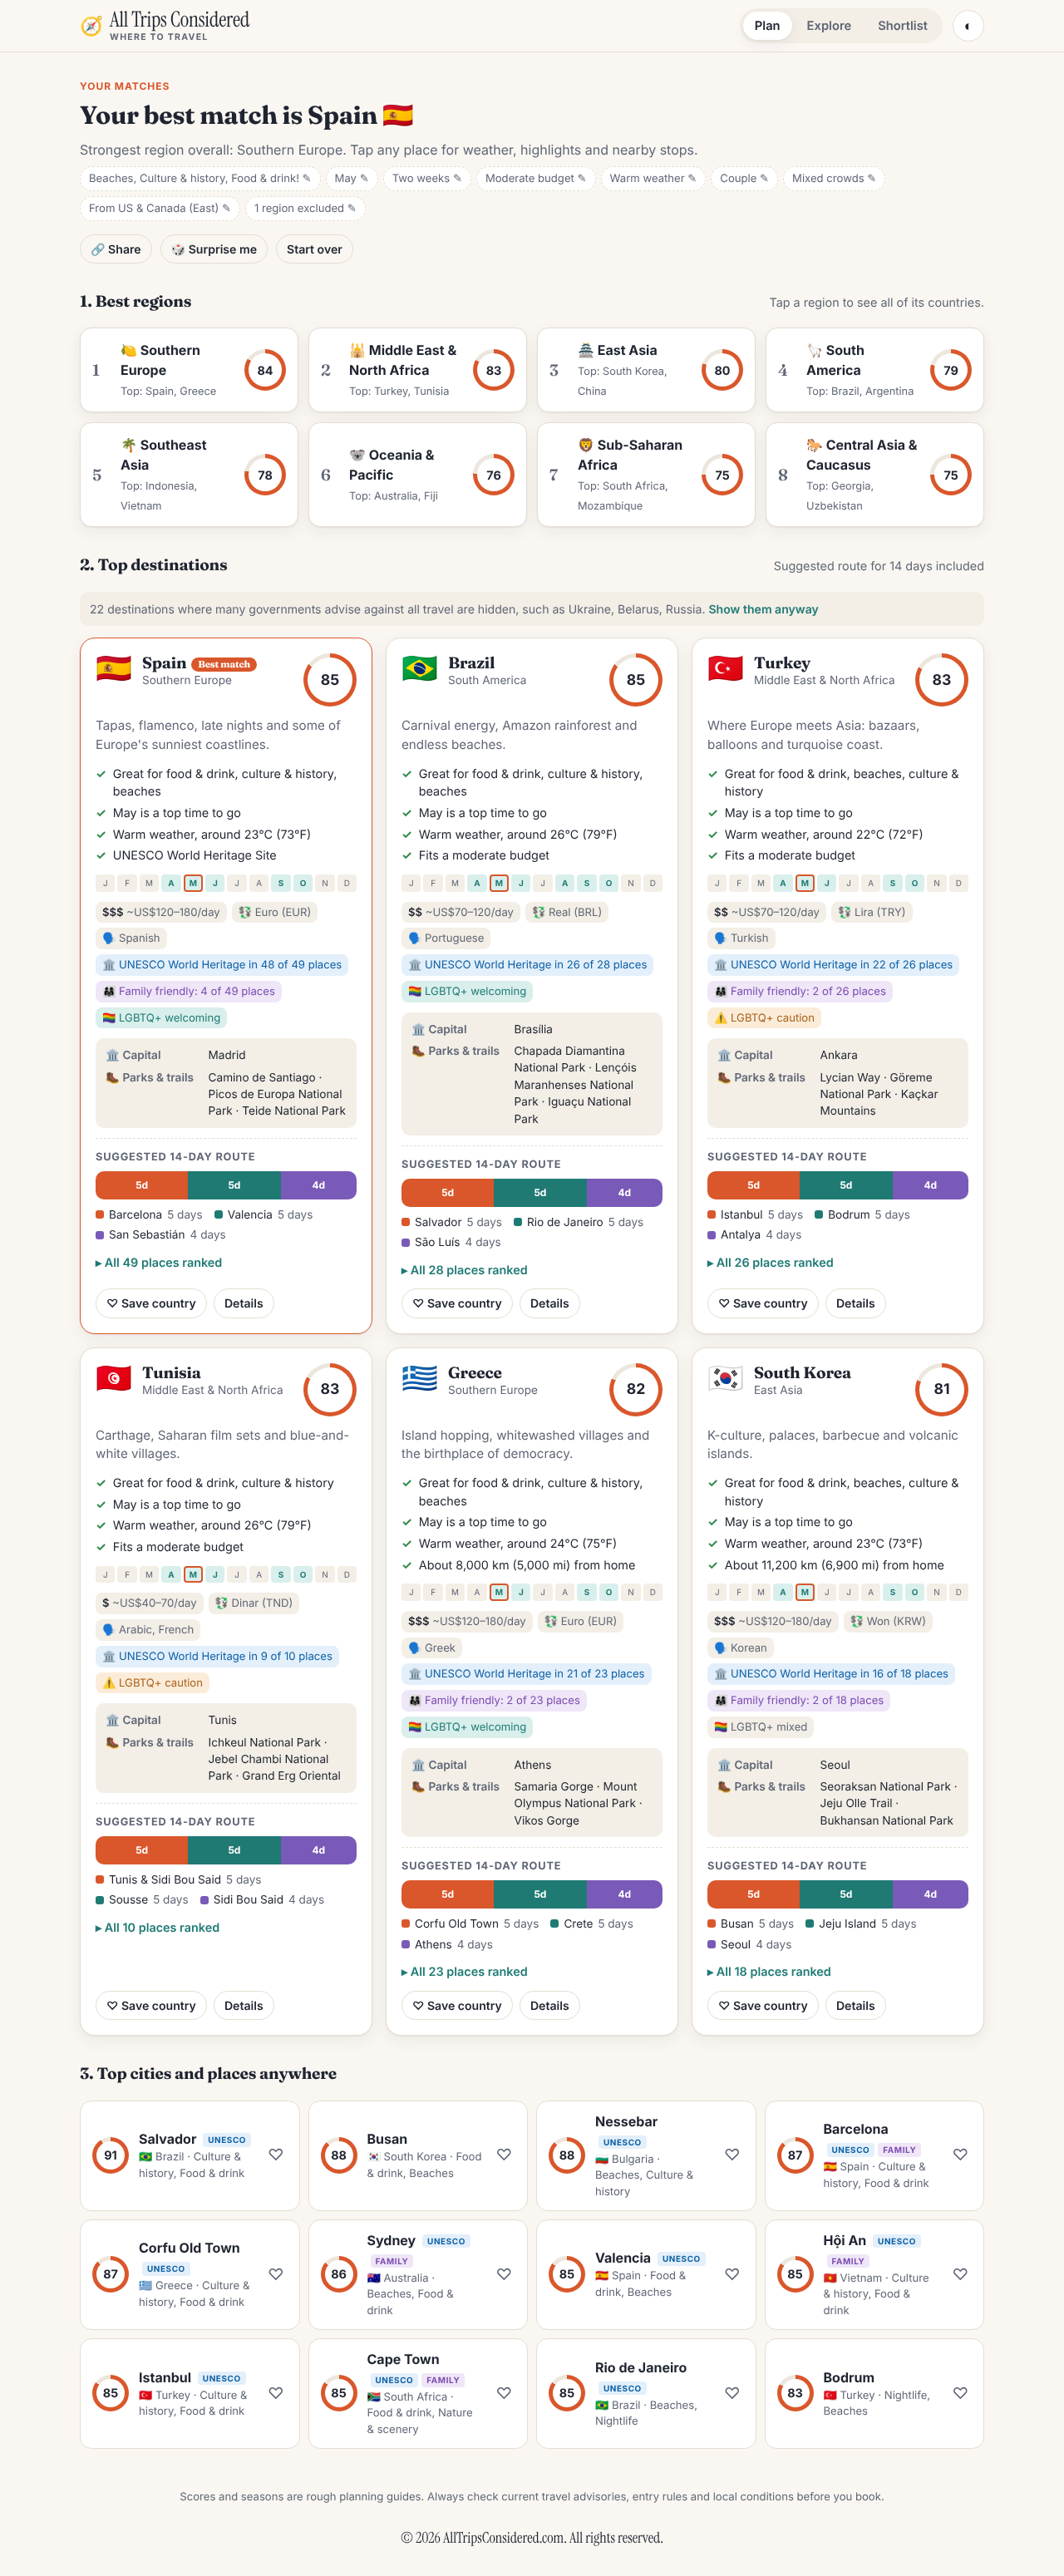 All Trips Considered
WHERE TO TRAVEL
Plan
Explore
Shortlist
YOUR MATCHES
Your best match is Spain 🇪🇸
Strongest region overall: Southern Europe. Tap any place for weather, highlights and nearby stops.
Beaches, Culture & history, Food & drink! ✎
May ✎
Two weeks ✎
Moderate budget ✎
Warm weather ✎
Couple ✎
Mixed crowds ✎
From US & Canada (East) ✎
1 region excluded ✎
🔗 Share
🎲 Surprise me
Start over
1. Best regions
Tap a region to see all of its countries.
1
🍋 Southern
Europe
Top: Spain, Greece
84
2
🕌 Middle East &
North Africa
Top: Turkey, Tunisia
83
3
🏯 East Asia
Top: South Korea,
China
80
4
🦙 South
America
Top: Brazil, Argentina
79
5
🌴 Southeast
Asia
Top: Indonesia,
Vietnam
78
6
🐨 Oceania &
Pacific
Top: Australia, Fiji
76
7
🦁 Sub-Saharan
Africa
Top: South Africa,
Mozambique
75
8
🐎 Central Asia &
Caucasus
Top: Georgia,
Uzbekistan
75
2. Top destinations
Suggested route for 14 days included
22 destinations where many governments advise against all travel are hidden, such as Ukraine, Belarus, Russia. Show them anyway
Spain Best match
Southern Europe
85
Tapas, flamenco, late nights and some of
Europe's sunniest coastlines.
✓ Great for food & drink, culture & history,
beaches
✓ May is a top time to go
✓ Warm weather, around 23°C (73°F)
✓ UNESCO World Heritage Site
J F M A M J J A S O N D
$$$ ~US$120–180/day
💱 Euro (EUR)
🗣️ Spanish
🏛️ UNESCO World Heritage in 48 of 49 places
Family friendly: 4 of 49 places
🏳️‍🌈 LGBTQ+ welcoming
🏛️ Capital
Madrid
🥾 Parks & trails
Camino de Santiago ·
Picos de Europa National
Park · Teide National Park
SUGGESTED 14-DAY ROUTE
5d 5d 4d
Barcelona 5 days Valencia 5 days
San Sebastián 4 days
▸ All 49 places ranked
♡ Save country
Details
Brazil
South America
85
Carnival energy, Amazon rainforest and
endless beaches.
✓ Great for food & drink, culture & history,
beaches
✓ May is a top time to go
✓ Warm weather, around 26°C (79°F)
✓ Fits a moderate budget
J F M A M J J A S O N D
$$ ~US$70–120/day
💱 Real (BRL)
🗣️ Portuguese
🏛️ UNESCO World Heritage in 26 of 28 places
🏳️‍🌈 LGBTQ+ welcoming
🏛️ Capital
Brasília
🥾 Parks & trails
Chapada Diamantina
National Park · Lençóis
Maranhenses National
Park · Iguaçu National
Park
SUGGESTED 14-DAY ROUTE
5d 5d 4d
Salvador 5 days Rio de Janeiro 5 days
São Luís 4 days
▸ All 28 places ranked
♡ Save country
Details
Turkey
Middle East & North Africa
83
Where Europe meets Asia: bazaars,
balloons and turquoise coast.
✓ Great for food & drink, beaches, culture &
history
✓ May is a top time to go
✓ Warm weather, around 22°C (72°F)
✓ Fits a moderate budget
J F M A M J J A S O N D
$$ ~US$70–120/day
💱 Lira (TRY)
🗣️ Turkish
🏛️ UNESCO World Heritage in 22 of 26 places
Family friendly: 2 of 26 places
⚠️ LGBTQ+ caution
🏛️ Capital
Ankara
🥾 Parks & trails
Lycian Way · Göreme
National Park · Kaçkar
Mountains
SUGGESTED 14-DAY ROUTE
5d 5d 4d
Istanbul 5 days Bodrum 5 days
Antalya 4 days
▸ All 26 places ranked
♡ Save country
Details
Tunisia
Middle East & North Africa
83
Carthage, Saharan film sets and blue-and-
white villages.
✓ Great for food & drink, culture & history
✓ May is a top time to go
✓ Warm weather, around 26°C (79°F)
✓ Fits a moderate budget
J F M A M J J A S O N D
$ ~US$40–70/day
💱 Dinar (TND)
🗣️ Arabic, French
🏛️ UNESCO World Heritage in 9 of 10 places
⚠️ LGBTQ+ caution
🏛️ Capital
Tunis
🥾 Parks & trails
Ichkeul National Park ·
Jebel Chambi National
Park · Grand Erg Oriental
SUGGESTED 14-DAY ROUTE
5d 5d 4d
Tunis & Sidi Bou Said 5 days
Sousse 5 days Sidi Bou Said 4 days
▸ All 10 places ranked
♡ Save country
Details
Greece
Southern Europe
82
Island hopping, whitewashed villages and
the birthplace of democracy.
✓ Great for food & drink, culture & history,
beaches
✓ May is a top time to go
✓ Warm weather, around 24°C (75°F)
✓ About 8,000 km (5,000 mi) from home
J F M A M J J A S O N D
$$$ ~US$120–180/day
💱 Euro (EUR)
🗣️ Greek
🏛️ UNESCO World Heritage in 21 of 23 places
Family friendly: 2 of 23 places
🏳️‍🌈 LGBTQ+ welcoming
🏛️ Capital
Athens
🥾 Parks & trails
Samaria Gorge · Mount
Olympus National Park ·
Vikos Gorge
SUGGESTED 14-DAY ROUTE
5d 5d 4d
Corfu Old Town 5 days Crete 5 days
Athens 4 days
▸ All 23 places ranked
♡ Save country
Details
South Korea
East Asia
81
K-culture, palaces, barbecue and volcanic
islands.
✓ Great for food & drink, beaches, culture &
history
✓ May is a top time to go
✓ Warm weather, around 23°C (73°F)
✓ About 11,200 km (6,900 mi) from home
J F M A M J J A S O N D
$$$ ~US$120–180/day
💱 Won (KRW)
🗣️ Korean
🏛️ UNESCO World Heritage in 16 of 18 places
Family friendly: 2 of 18 places
🏳️‍🌈 LGBTQ+ mixed
🏛️ Capital
Seoul
🥾 Parks & trails
Seoraksan National Park ·
Jeju Olle Trail ·
Bukhansan National Park
SUGGESTED 14-DAY ROUTE
5d 5d 4d
Busan 5 days Jeju Island 5 days
Seoul 4 days
▸ All 18 places ranked
♡ Save country
Details
3. Top cities and places anywhere
91
Salvador UNESCO
🇧🇷 Brazil · Culture &
history, Food & drink
88
Busan
🇰🇷 South Korea · Food
& drink, Beaches
88
Nessebar
UNESCO
🇧🇬 Bulgaria ·
Beaches, Culture &
history
87
Barcelona
UNESCO FAMILY
🇪🇸 Spain · Culture &
history, Food & drink
87
Corfu Old Town
UNESCO
🇬🇷 Greece · Culture &
history, Food & drink
86
Sydney UNESCO
FAMILY
🇦🇺 Australia ·
Beaches, Food &
drink
85
Valencia UNESCO
🇪🇸 Spain · Food &
drink, Beaches
85
Hội An UNESCO
FAMILY
🇻🇳 Vietnam · Culture
& history, Food &
drink
85
Istanbul UNESCO
🇹🇷 Turkey · Culture &
history, Food & drink
85
Cape Town
UNESCO FAMILY
🇿🇦 South Africa ·
Food & drink, Nature
& scenery
85
Rio de Janeiro
UNESCO
🇧🇷 Brazil · Beaches,
Nightlife
83
Bodrum
🇹🇷 Turkey · Nightlife,
Beaches
Scores and seasons are rough planning guides. Always check current travel advisories, entry rules and local conditions before you book.
© 2026 AllTripsConsidered.com. All rights reserved.